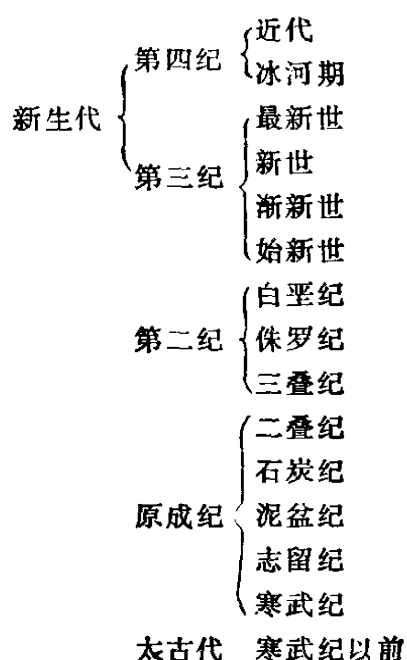 新生代
第四纪
近代
冰河期
第三纪
最新世
新世
渐新世
始新世
第二纪
白垩纪
侏罗纪
三叠纪
原成纪
二叠纪
石炭纪
泥盆纪
志留纪
寒武纪
太古代 寒武纪以前